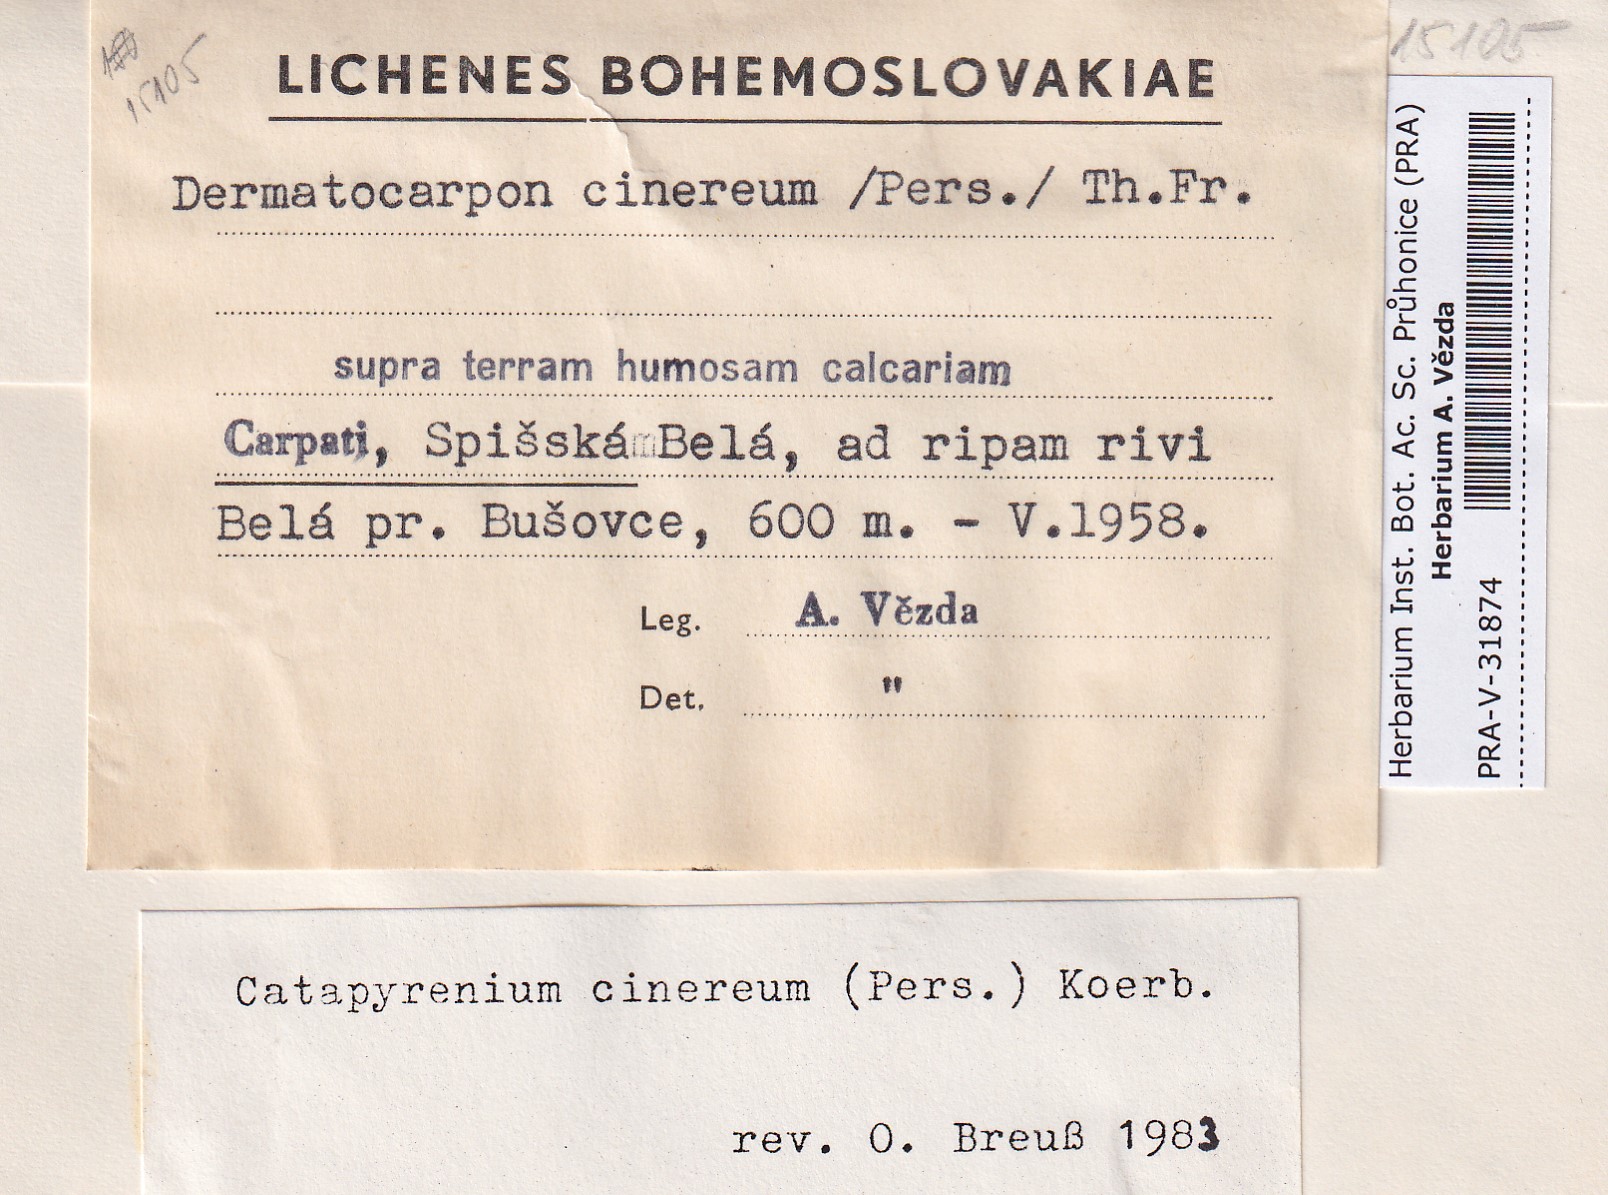 15105
LICHENES BOHEMOSLOVAKIAE
Dermatocarpon cinereum /Pers./ Th.Fr.
supra terram humosam calcariam
Carpati, Spišská Belá, ad ripam rivi
Belá pr. Bušovce, 600 m. - V.1958.
Leg. A. Vězda
Det. "
15105
Herbarium Inst. Bot. Ac. Sc. Průhonice (PRA)
Herbarium A. Vězda
PRA-V-31874
Catapyrenium cinereum (Pers.) Koerb.
rev. O. Breuß 1983